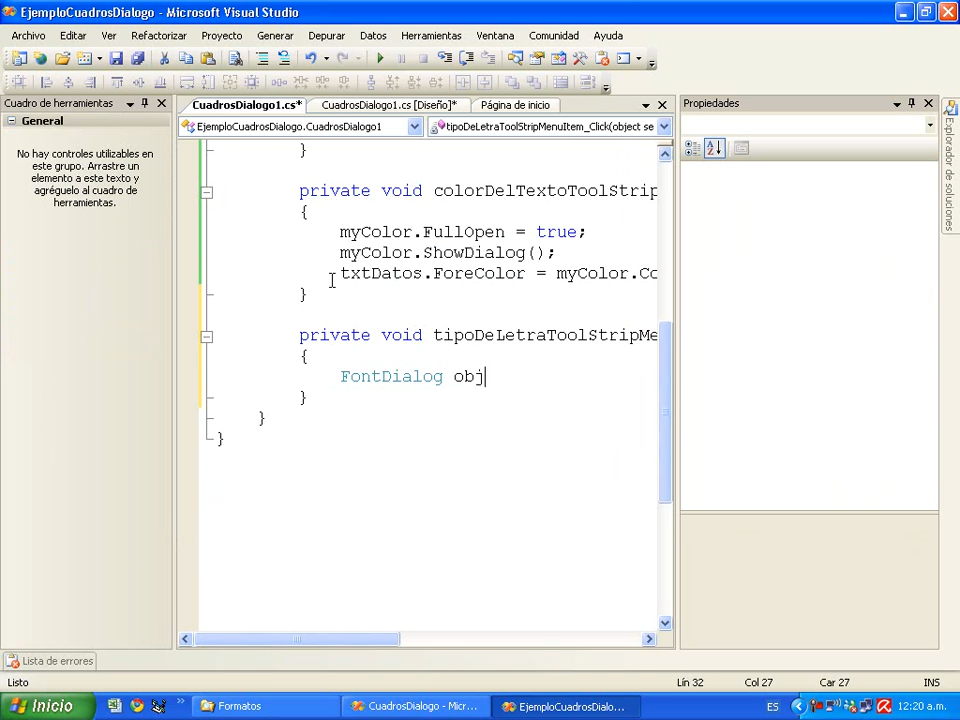 EjemploCuadrosDialogo - Microsoft Visual Studio
Archivo Editar Ver Refactorizar Proyecto Generar Depurar Datos Herramientas Ventana Comunidad Ayuda
Cuadro de herramientas
General
No hay controles utilizables en
este grupo. Arrastre un
elemento a este texto y
agréguelo al cuadro de
herramientas.
CuadrosDialogo1.cs* CuadrosDialogo1.cs [Diseño]* Página de inicio
EjemploCuadrosDialogo.CuadrosDialogo1 tipoDeLetraToolStripMenuItem_Click(object se
}
private void colorDelTextoToolStrip
{
myColor.FullOpen = true;
myColor.ShowDialog();
txtDatos.ForeColor = myColor.Co
}
private void tipoDeLetraToolStripMe
{
FontDialog obj
}
}
}
Propiedades
Explorador de soluciones
Lista de errores
Listo Lín 32 Col 27 Car 27 INS
Inicio Formatos CuadrosDialogo - Micr... EjemploCuadrosDialo... ES 12:20 a.m.